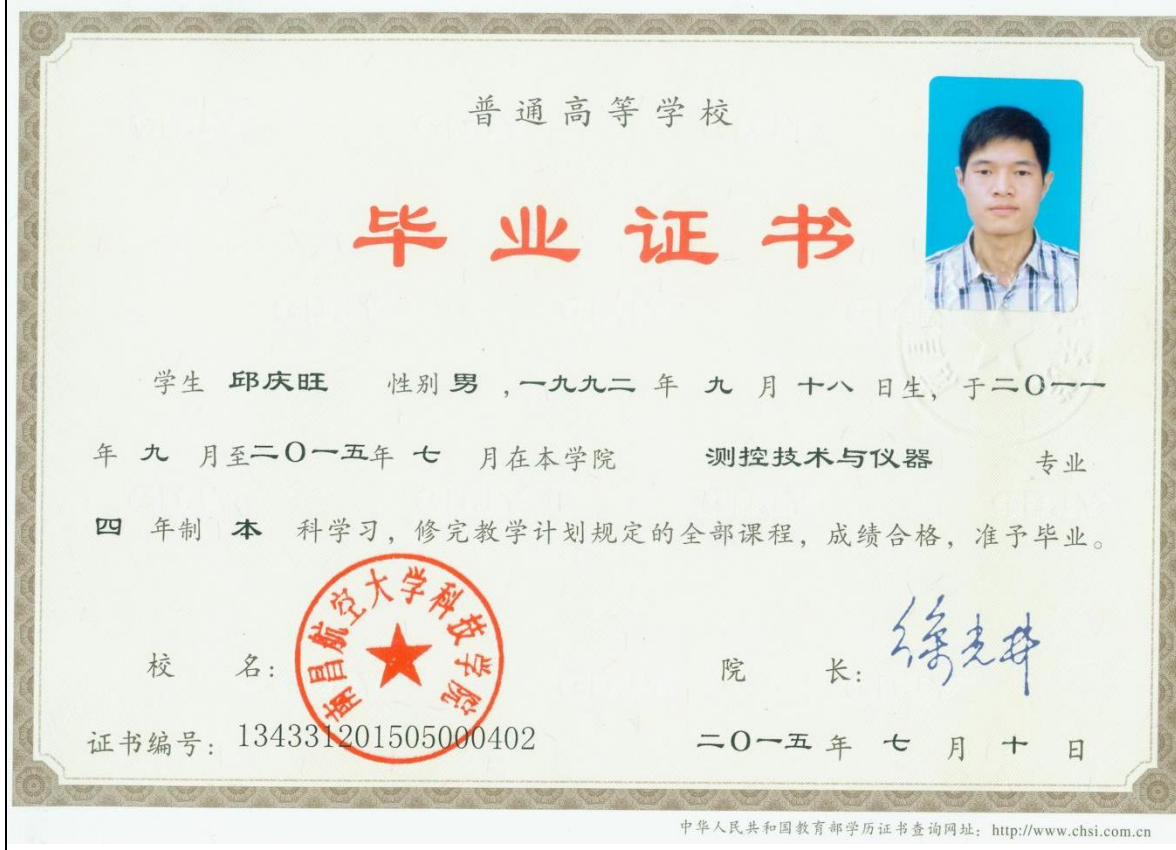 普通高等学校
毕业证书
学生 邱庆旺 性别 男 ,一九九二 年 九 月 十八 日生, 于二〇一一
年 九 月至二〇一五年 七 月在本学院 测控技术与仪器 专业
四 年制 本 科学习, 修完教学计划规定的全部课程, 成绩合格, 准予毕业。
南昌航空大学科技学院
校 名: 院 长:
证书编号: 134331201505000402 二〇一五 年 七 月 十 日
中华人民共和国教育部学历证书查询网址: http://www.chsi.com.cn